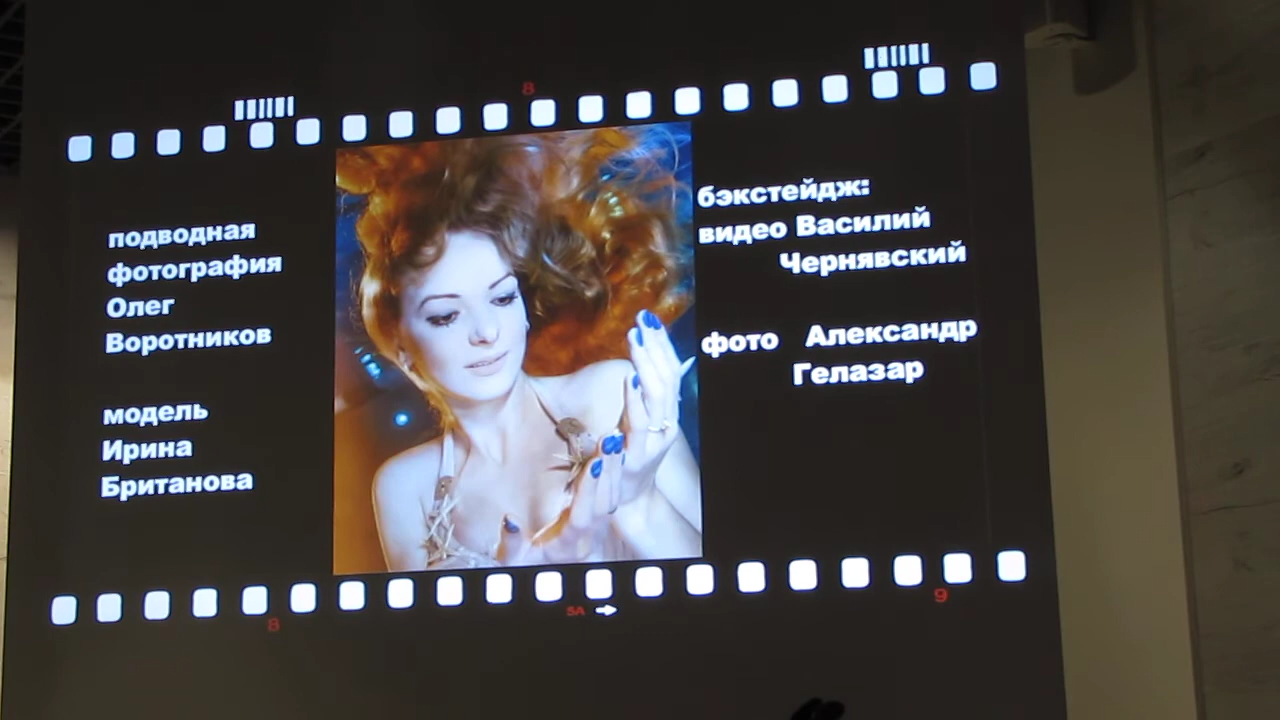 8
подводная
фотография
Олег
Воротников
модель
Ирина
Британова
бэкстейдж:
видео Василий
Чернявский
фото Александр
Гелазар
8
5A
9